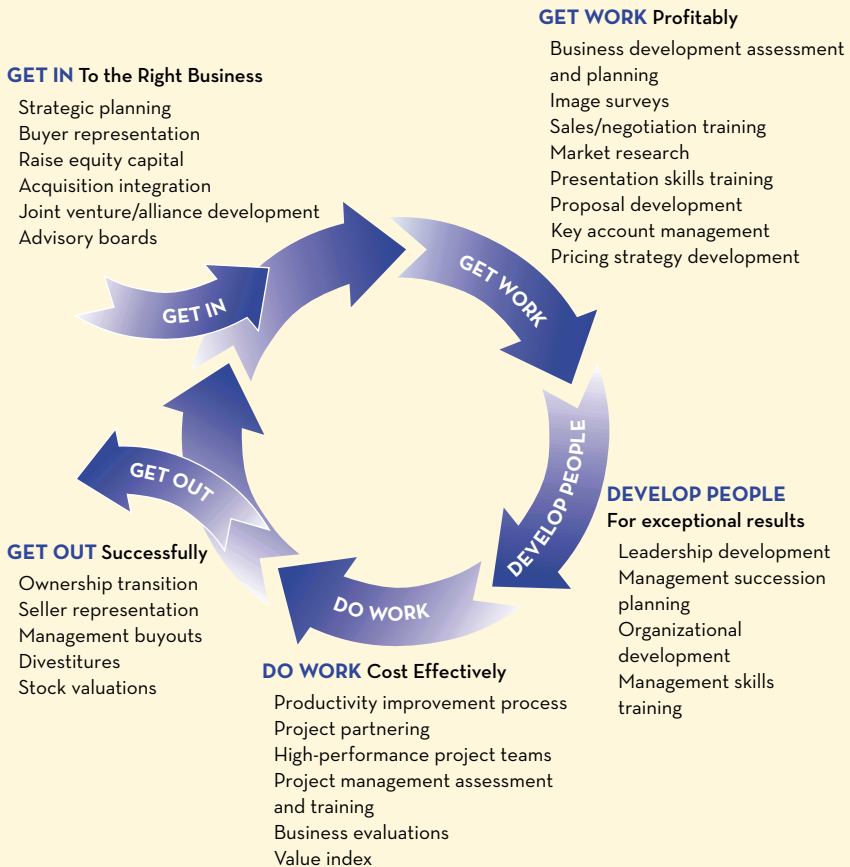 GET IN To the Right Business
Strategic planning
Buyer representation
Raise equity capital
Acquisition integration
Joint venture/alliance development
Advisory boards
GET WORK Profitably
Business development assessment
and planning
Image surveys
Sales/negotiation training
Market research
Presentation skills training
Proposal development
Key account management
Pricing strategy development
GET IN
GET WORK
DEVELOP PEOPLE
DO WORK
GET OUT
DEVELOP PEOPLE
For exceptional results
Leadership development
Management succession
planning
Organizational
development
Management skills
training
DO WORK Cost Effectively
Productivity improvement process
Project partnering
High-performance project teams
Project management assessment
and training
Business evaluations
Value index
GET OUT Successfully
Ownership transition
Seller representation
Management buyouts
Divestitures
Stock valuations